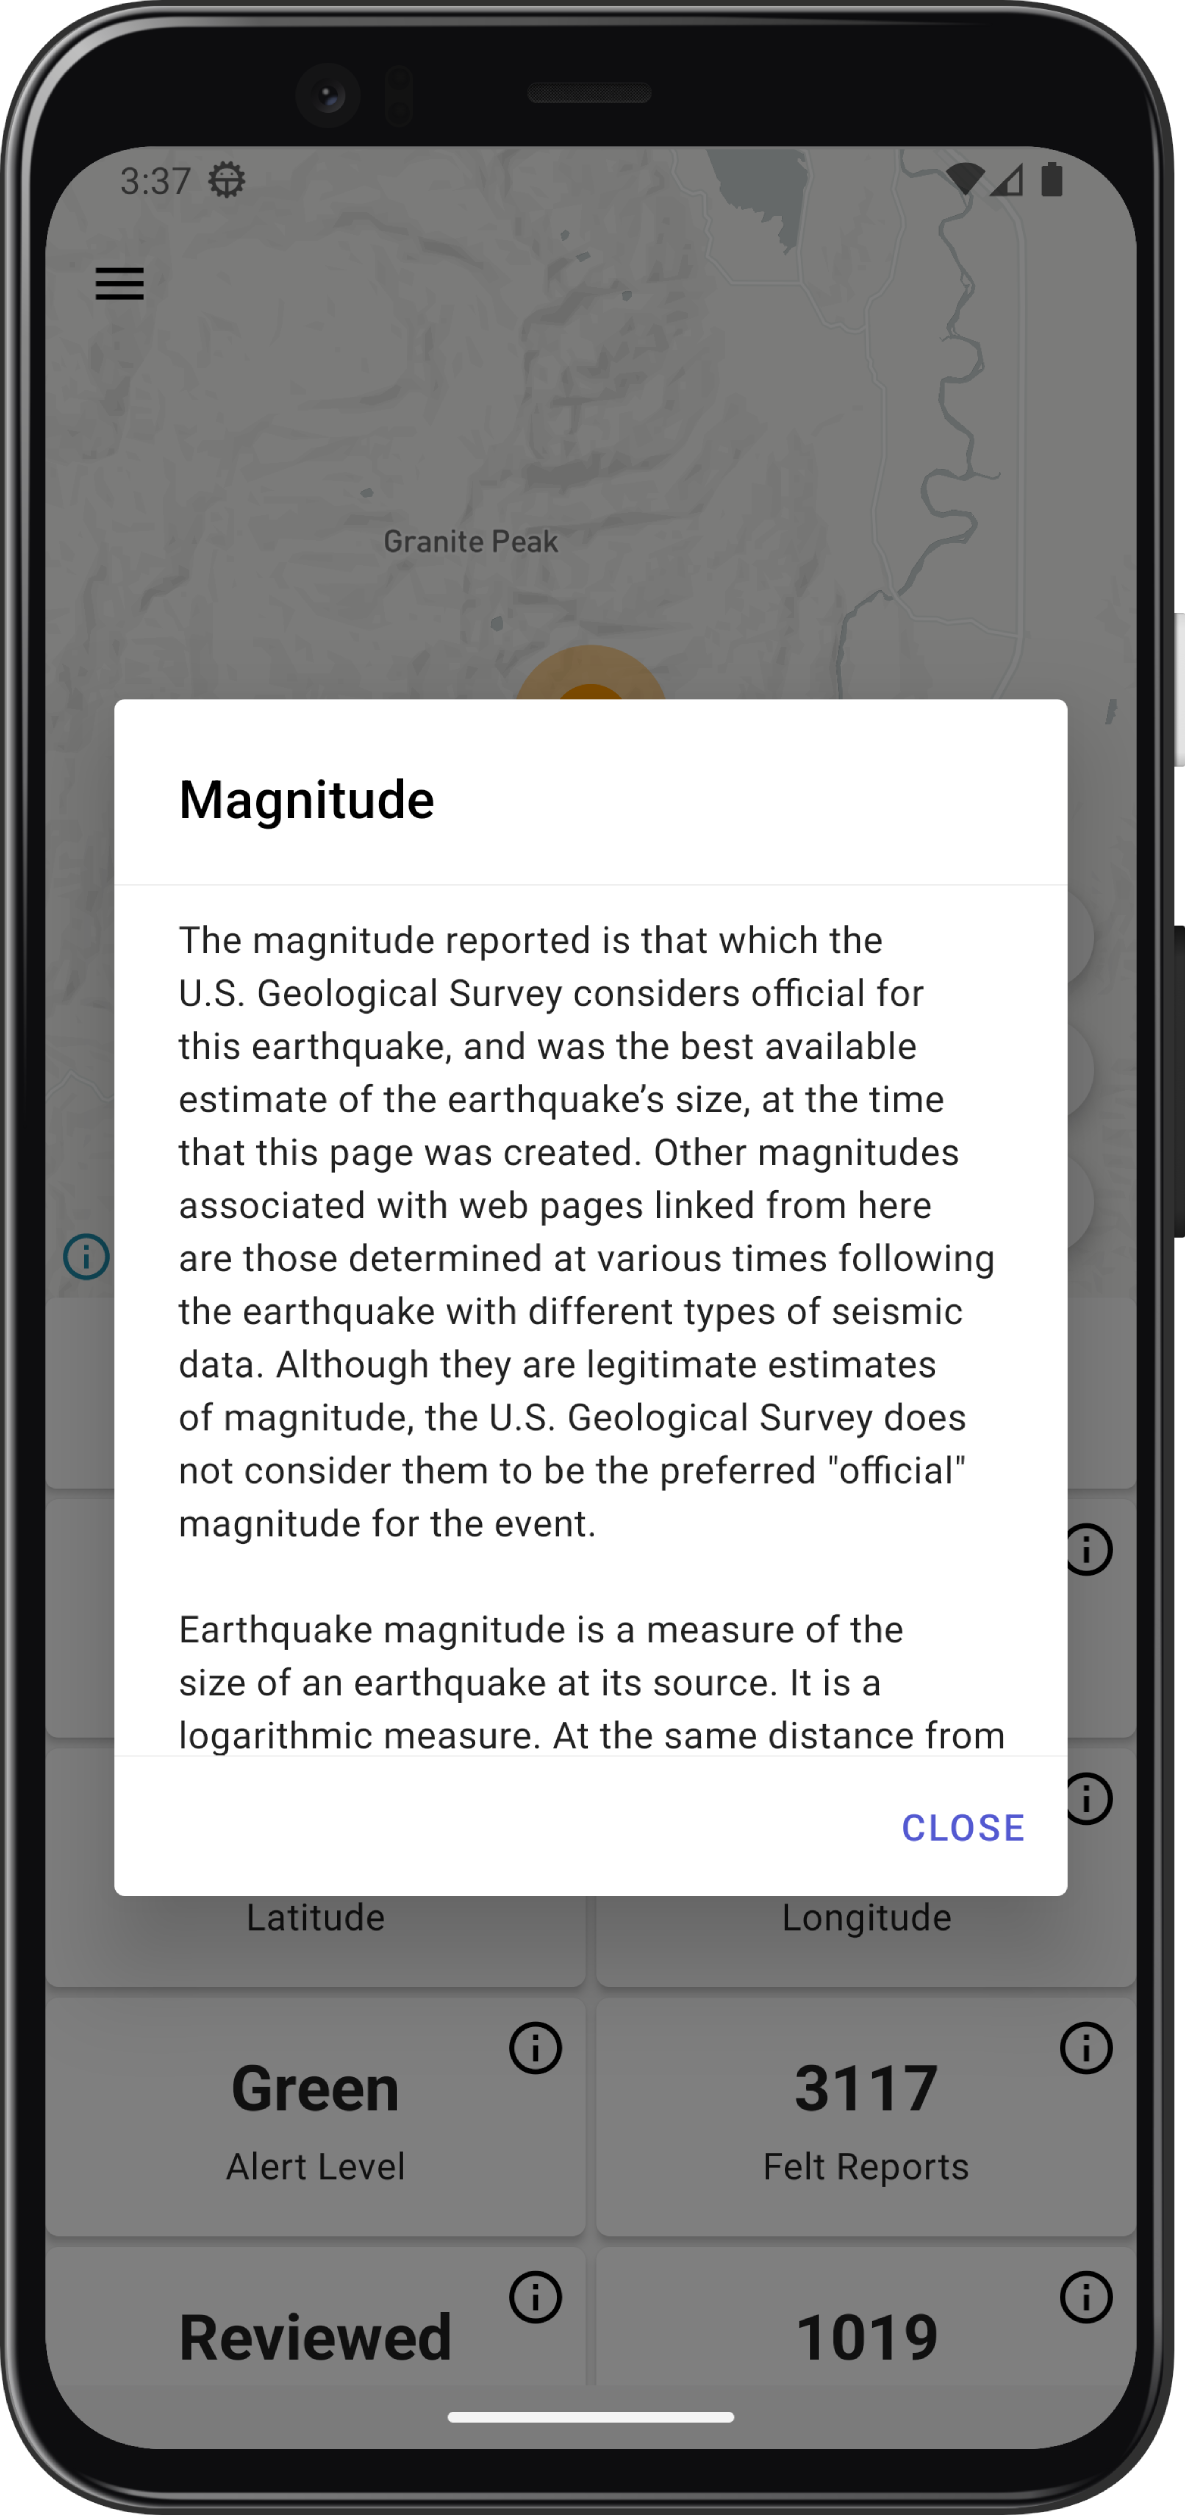 3:37
Granite Peak
Magnitude
The magnitude reported is that which the
U.S. Geological Survey considers official for
this earthquake, and was the best available
estimate of the earthquake’s size, at the time
that this page was created. Other magnitudes
associated with web pages linked from here
are those determined at various times following
the earthquake with different types of seismic
data. Although they are legitimate estimates
of magnitude, the U.S. Geological Survey does
not consider them to be the preferred "official"
magnitude for the event.
Earthquake magnitude is a measure of the
size of an earthquake at its source. It is a
logarithmic measure. At the same distance from
CLOSE
Latitude
Longitude
Green
Alert Level
3117
Felt Reports
Reviewed
1019